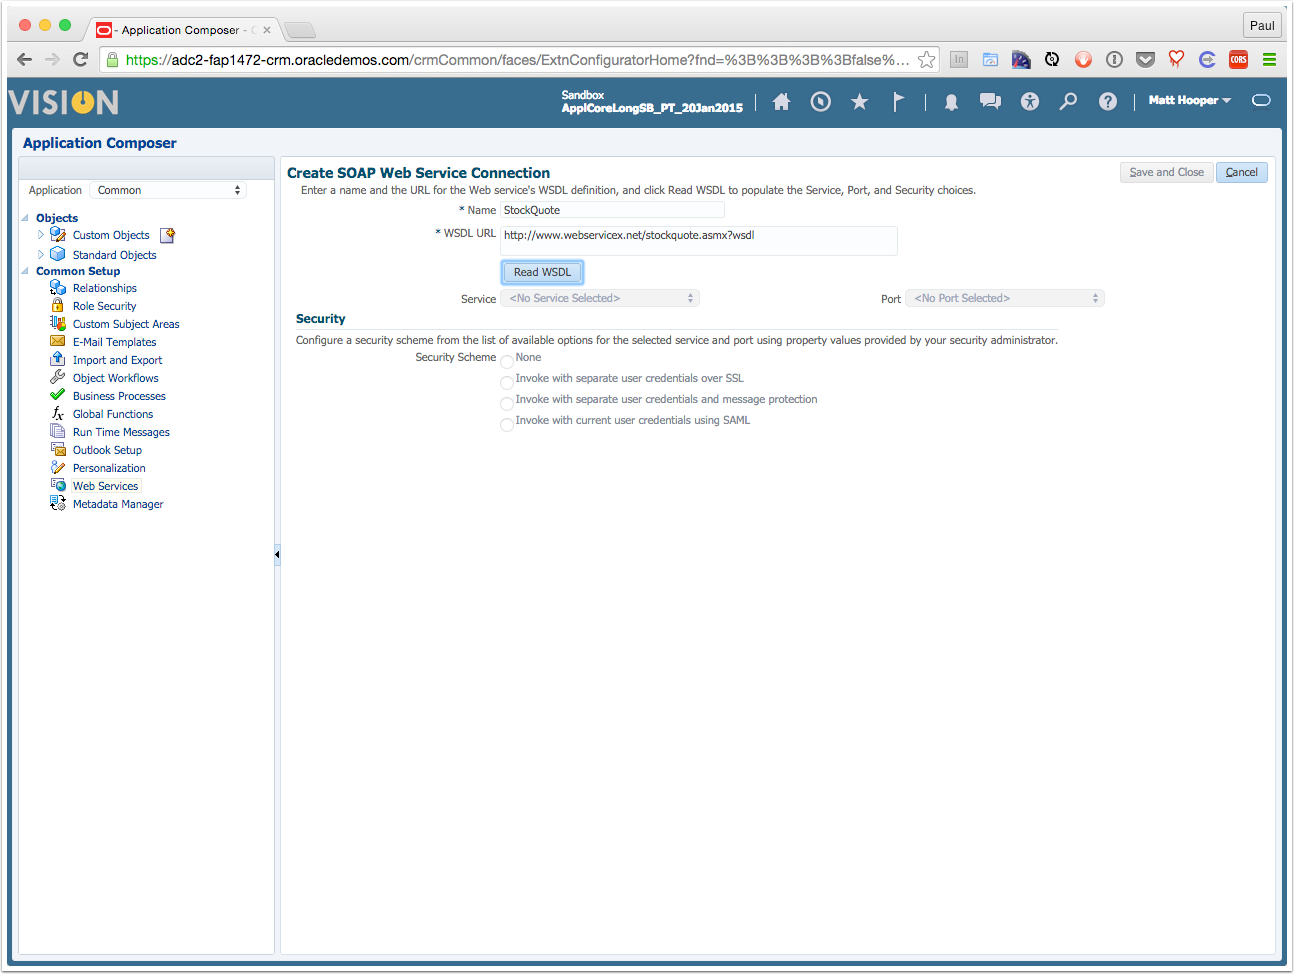 Paul
- Application Composer - C
https://adc2-fap1472-crm.oracledemos.com/crmCommon/faces/ExtnConfiguratorHome?fnd=%3B%3B%3B%3Bfalse%...
CORS
VISION
Sandbox
ApplCoreLongSB_PT_20Jan2015
Matt Hooper
Application Composer
Application Common
Objects
Custom Objects
Standard Objects
Common Setup
Relationships
Role Security
Custom Subject Areas
E-Mail Templates
Import and Export
Object Workflows
Business Processes
Global Functions
Run Time Messages
Outlook Setup
Personalization
Web Services
Metadata Manager
Create SOAP Web Service Connection
Save and Close
Cancel
Enter a name and the URL for the Web service's WSDL definition, and click Read WSDL to populate the Service, Port, and Security choices.
* Name StockQuote
* WSDL URL http://www.webservicex.net/stockquote.asmx?wsdl
Read WSDL
Service <No Service Selected>
Port <No Port Selected>
Security
Configure a security scheme from the list of available options for the selected service and port using property values provided by your security administrator.
Security Scheme None
Invoke with separate user credentials over SSL
Invoke with separate user credentials and message protection
Invoke with current user credentials using SAML